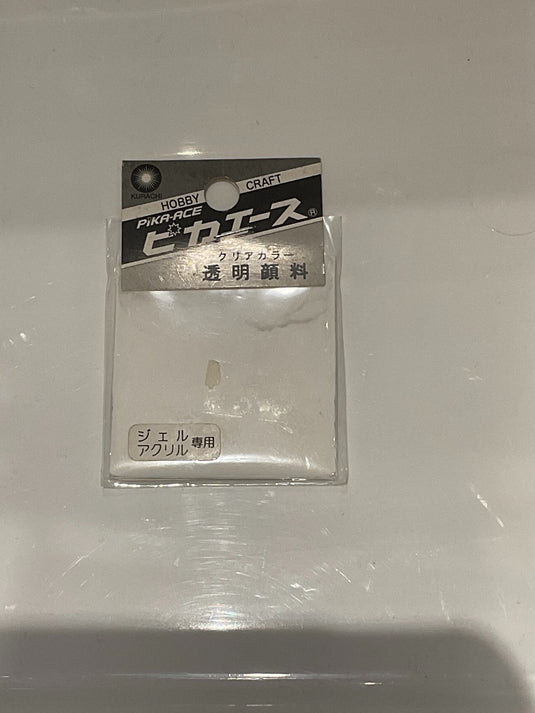 KURACHI
HOBBY CRAFT
PiKA-ACE
ピカエース®
クリアカラー
透明顔料
ジェル
アクリル
専用